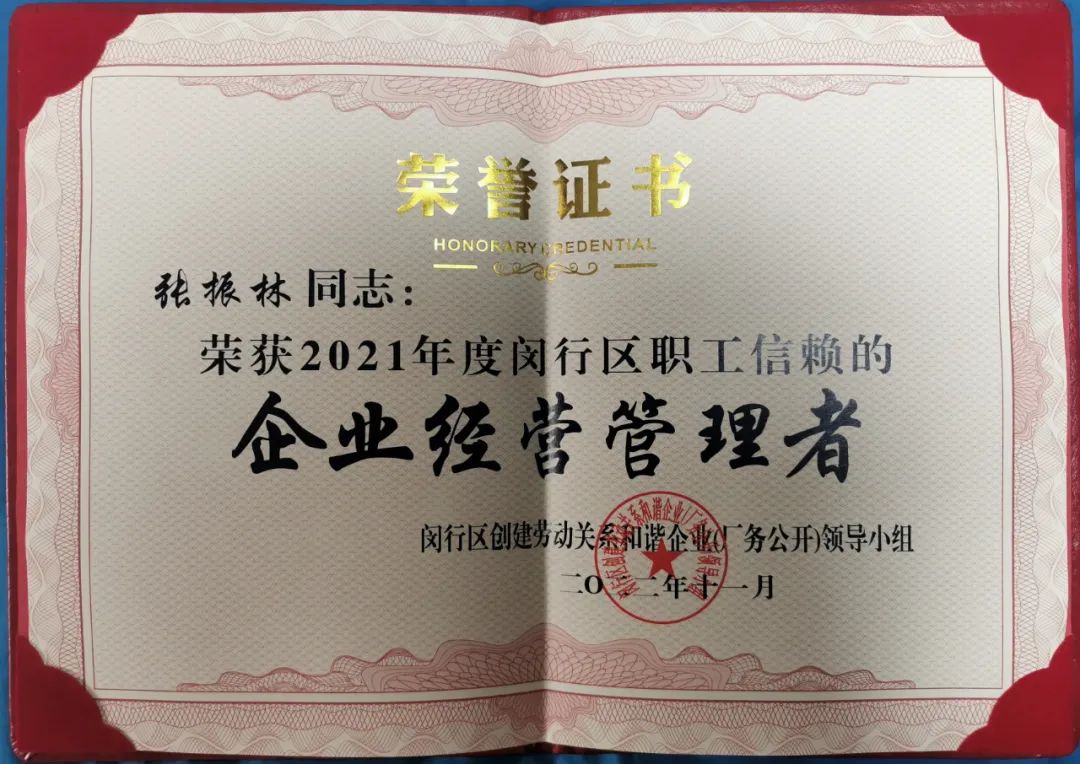 荣誉证书
HONORARY CREDENTIAL
张振林 同志：
荣获2021年度闵行区职工信赖的
企业经营管理者
闵行区创建劳动关系和谐企业(厂务公开)领导小组
二〇二二年十一月